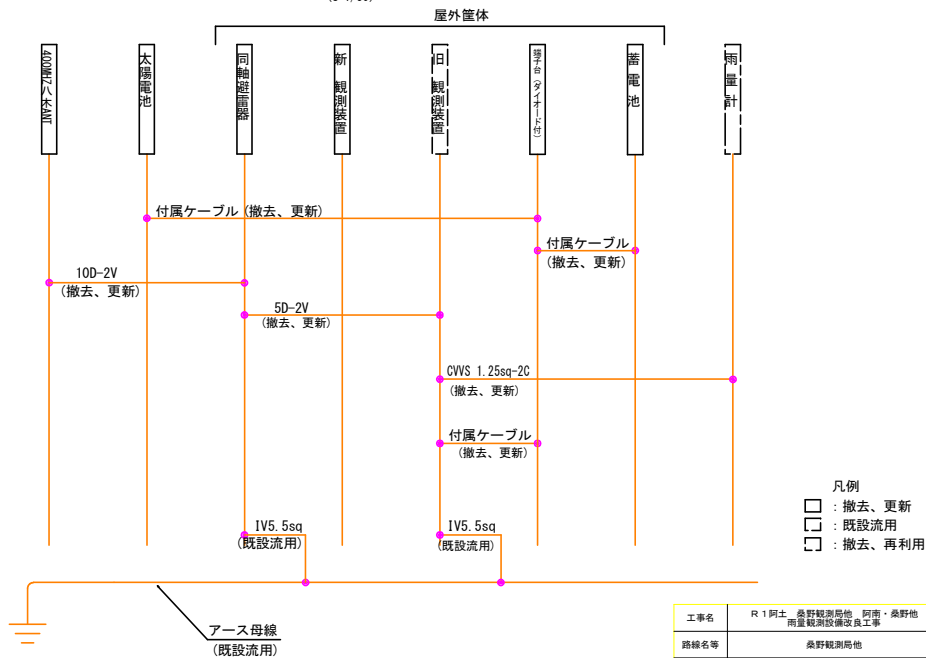 屋外筐体
400MHz八木ANT
太陽電池
同軸避雷器
新 観測装置
旧 観測装置
端子台 (ダイオード付)
蓄電池
雨量計
付属ケーブル (撤去、更新)
付属ケーブル
(撤去、更新)
10D-2V
(撤去、更新)
5D-2V
(撤去、更新)
CVVS 1.25sq-2C
(撤去、更新)
付属ケーブル
(撤去、更新)
IV5.5sq
(既設流用)
IV5.5sq
(既設流用)
アース母線
(既設流用)
凡例
：撤去、更新
：既設流用
：撤去、再利用
工事名
R1阿土 桑野観測局他 阿南・桑野他
雨量観測設備改良工事
路線名等
桑野観測局他